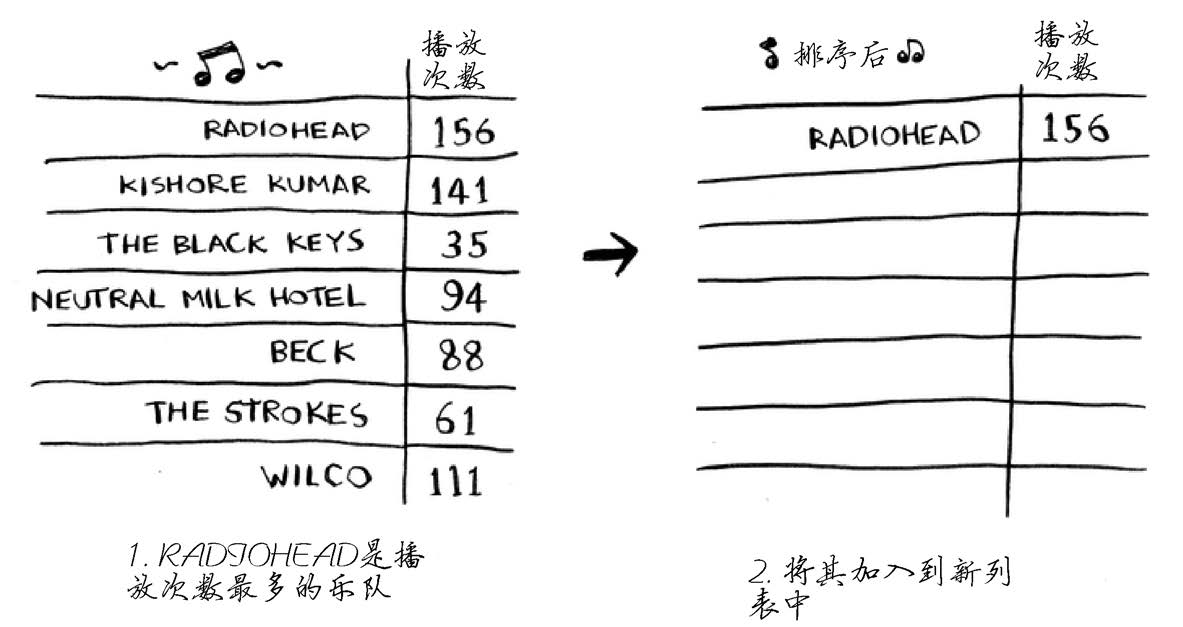 播放
次数
RADIOHEAD 156
KISHORE KUMAR 141
THE BLACK KEYS 35
NEUTRAL MILK HOTEL 94
BECK 88
THE STROKES 61
WILCO 111
1. RADIOHEAD是播
放次数最多的乐队
排序后
播放
次数
RADIOHEAD 156
2. 将其加入到新列
表中